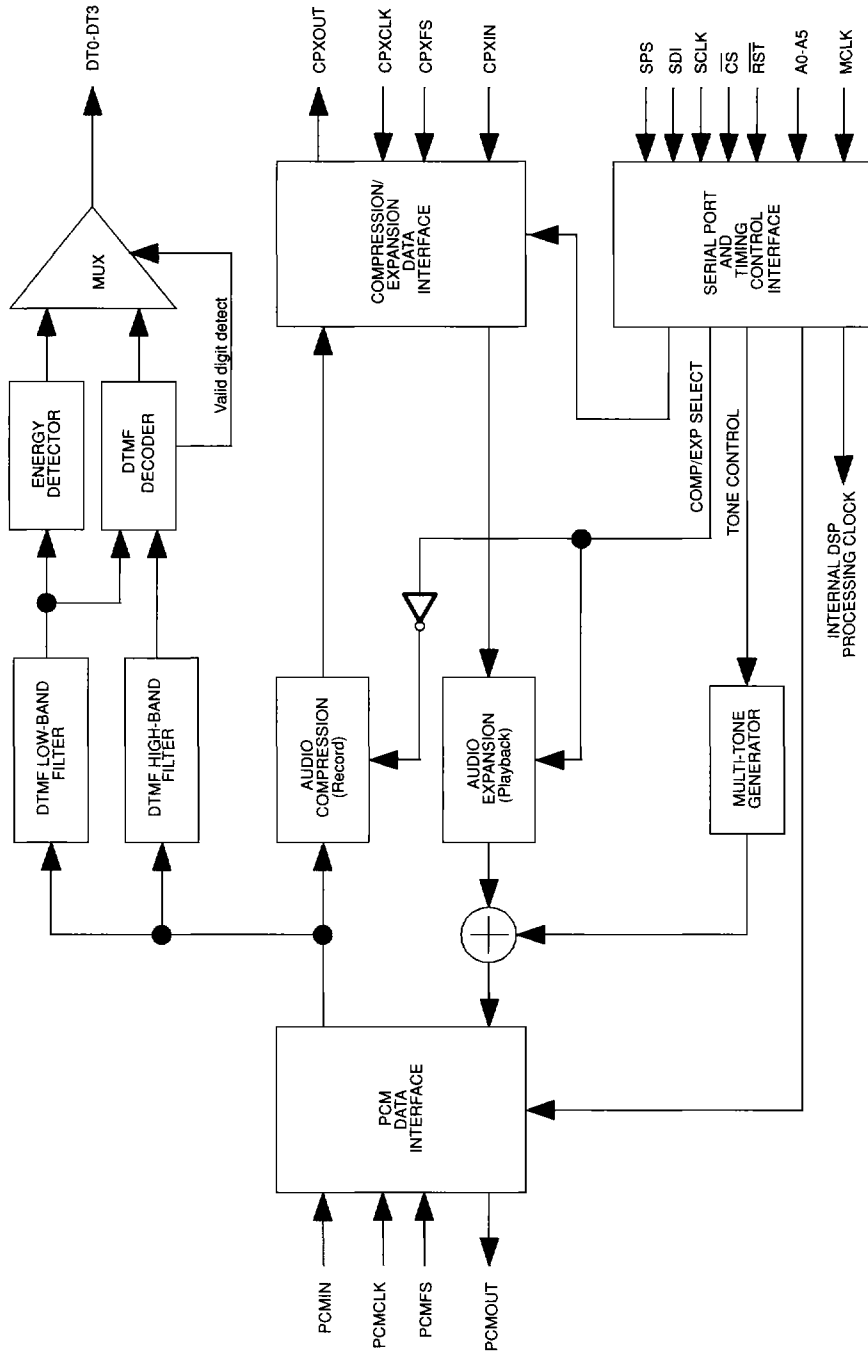 PCMIN
PCMCLK
PCMFS
PCMOUT
PCM
DATA
INTERFACE
DTMF LOW-BAND
FILTER
DTMF HIGH-BAND
FILTER
AUDIO
COMPRESSION
(Record)
AUDIO
EXPANSION
(Playback)
MULTI-TONE
GENERATOR
ENERGY
DETECTOR
DTMF
DECODER
Valid digit detect
MUX
DT0-DT3
COMPRESSION/
EXPANSION
DATA
INTERFACE
CPXOUT
CPXCLK
CPXFS
CPXIN
COMP/EXP SELECT
TONE CONTROL
INTERNAL DSP
PROCESSING CLOCK
SERIAL PORT
AND
TIMING
CONTROL
INTERFACE
SPS
SDI
SCLK
C̅S̅
R̅S̅T̅
A0-A5
MCLK